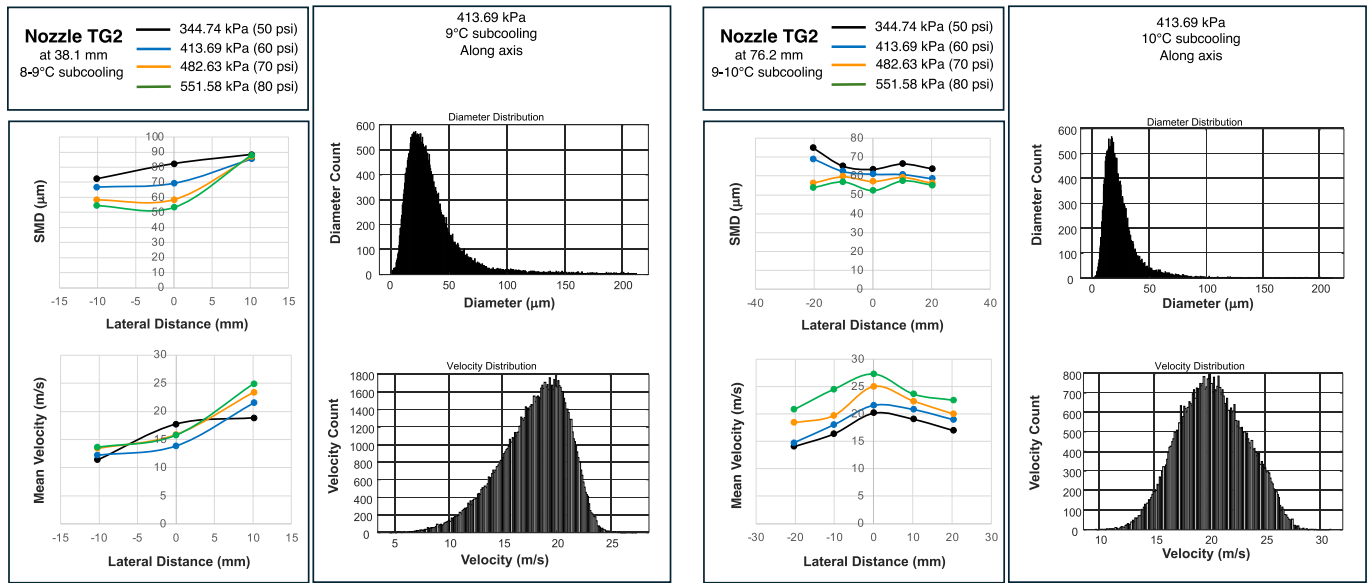 Nozzle TG2
at 38.1 mm
8-9°C subcooling
344.74 kPa (50 psi)
413.69 kPa (60 psi)
482.63 kPa (70 psi)
551.58 kPa (80 psi)
SMD (μm)
100
90
80
70
60
50
40
30
20
10
0
-15
-10
-5
0
5
10
15
Lateral Distance (mm)
Mean Velocity (m/s)
30
25
20
15
10
5
0
-15
-10
-5
0
5
10
15
Lateral Distance (mm)
413.69 kPa
9°C subcooling
Along axis
Diameter Distribution
Diameter Count
600
500
400
300
200
100
0
0
50
100
150
200
Diameter (μm)
Velocity Distribution
Velocity Count
1800
1600
1400
1200
1000
800
600
400
200
0
5
10
15
20
25
Velocity (m/s)
Nozzle TG2
at 76.2 mm
9-10°C subcooling
344.74 kPa (50 psi)
413.69 kPa (60 psi)
482.63 kPa (70 psi)
551.58 kPa (80 psi)
SMD (μm)
80
70
60
50
40
30
20
10
0
-40
-20
0
20
40
Lateral Distance (mm)
Mean Velocity (m/s)
30
25
20
15
10
5
0
-30
-20
-10
0
10
20
30
Lateral Distance (mm)
413.69 kPa
10°C subcooling
Along axis
Diameter Distribution
Diameter Count
600
500
400
300
200
100
0
0
50
100
150
200
Diameter (μm)
Velocity Distribution
Velocity Count
800
700
600
500
400
300
200
100
0
10
15
20
25
30
Velocity (m/s)